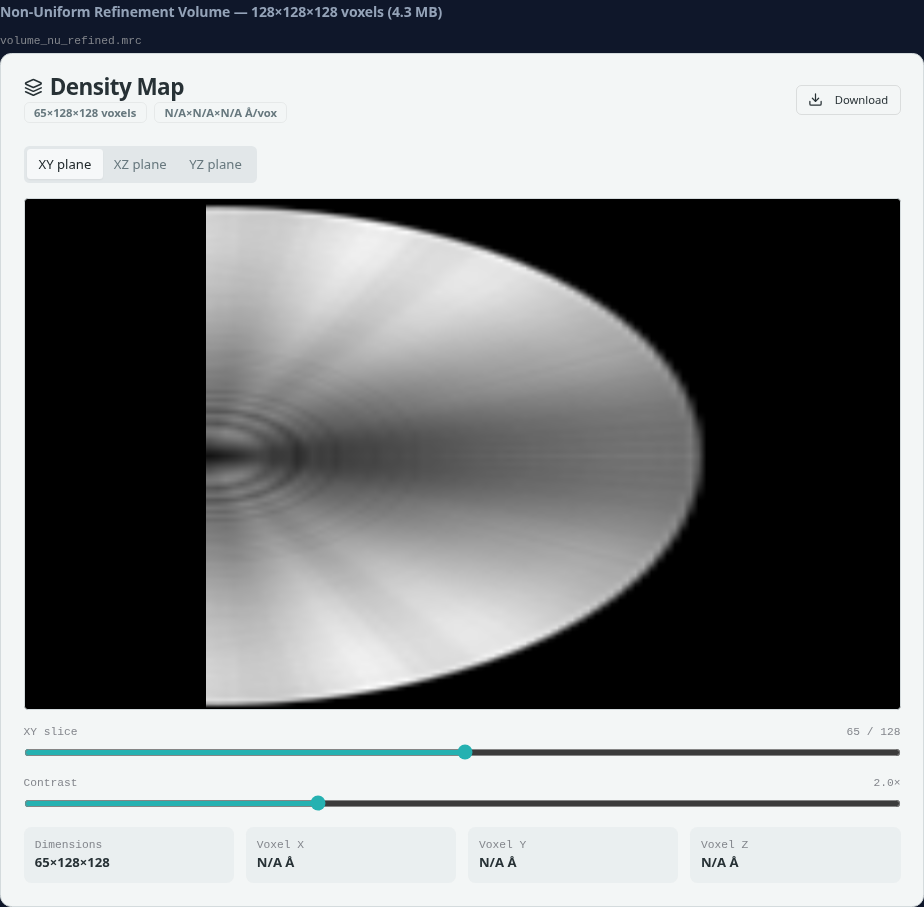 Non-Uniform Refinement Volume — 128×128×128 voxels (4.3 MB)
volume_nu_refined.mrc
Density Map
65×128×128 voxels
N/A×N/A×N/A Å/vox
Download
XY plane
XZ plane
YZ plane
XY slice
65 / 128
Contrast
2.0×
Dimensions
65×128×128
Voxel X
N/A Å
Voxel Y
N/A Å
Voxel Z
N/A Å